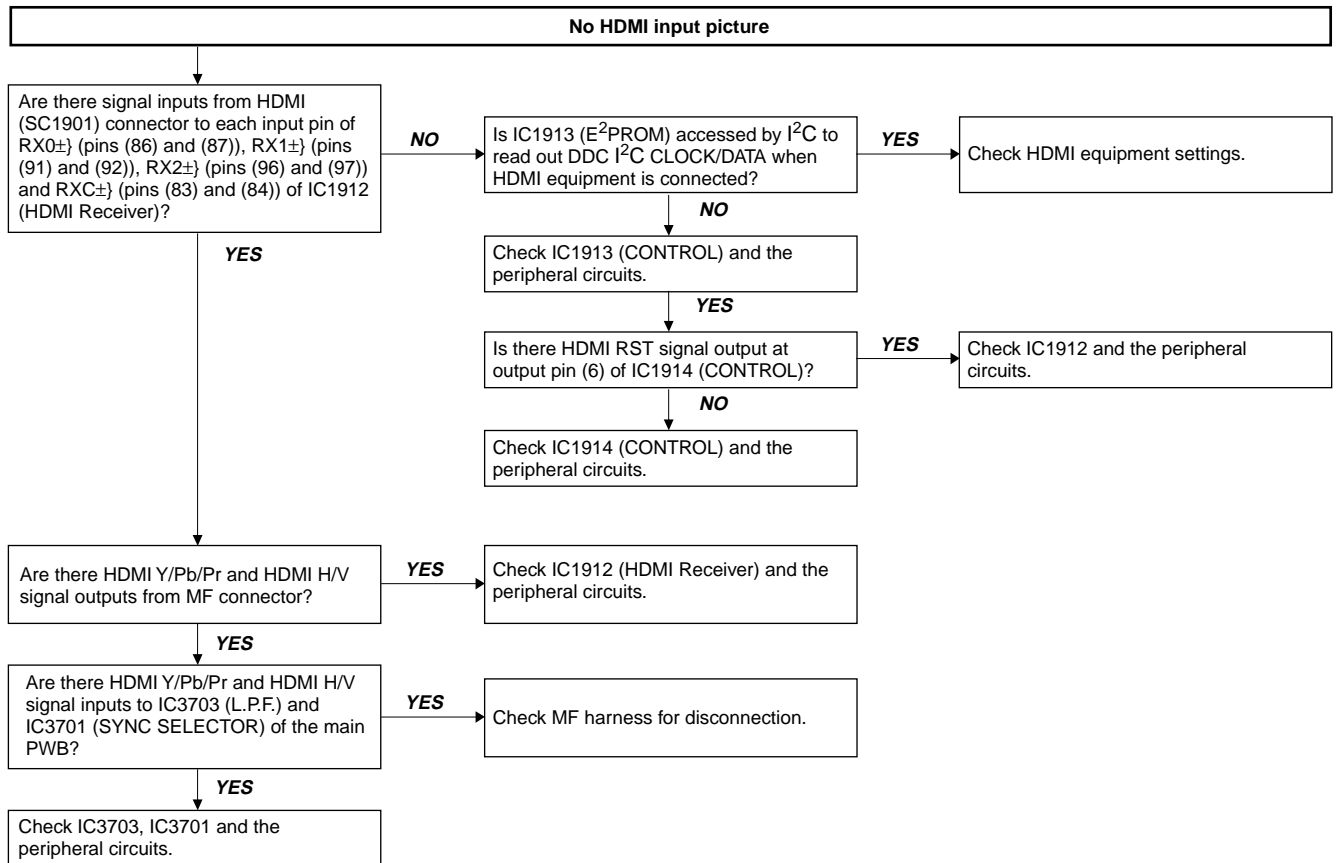 No HDMI input picture
Are there signal inputs from HDMI
(SC1901) connector to each input pin of
RX0±} (pins (86) and (87)), RX1±} (pins
(91) and (92)), RX2±} (pins (96) and (97))
and RXC±} (pins (83) and (84)) of IC1912
(HDMI Receiver)?
NO
Is IC1913 (E²PROM) accessed by I²C to
read out DDC I²C CLOCK/DATA when
HDMI equipment is connected?
YES
Check HDMI equipment settings.
NO
YES
Check IC1913 (CONTROL) and the
peripheral circuits.
YES
Is there HDMI RST signal output at
output pin (6) of IC1914 (CONTROL)?
YES
Check IC1912 and the peripheral
circuits.
NO
Check IC1914 (CONTROL) and the
peripheral circuits.
Are there HDMI Y/Pb/Pr and HDMI H/V
signal outputs from MF connector?
YES
Check IC1912 (HDMI Receiver) and the
peripheral circuits.
YES
Are there HDMI Y/Pb/Pr and HDMI H/V
signal inputs to IC3703 (L.P.F.) and
IC3701 (SYNC SELECTOR) of the main
PWB?
YES
Check MF harness for disconnection.
YES
Check IC3703, IC3701 and the
peripheral circuits.